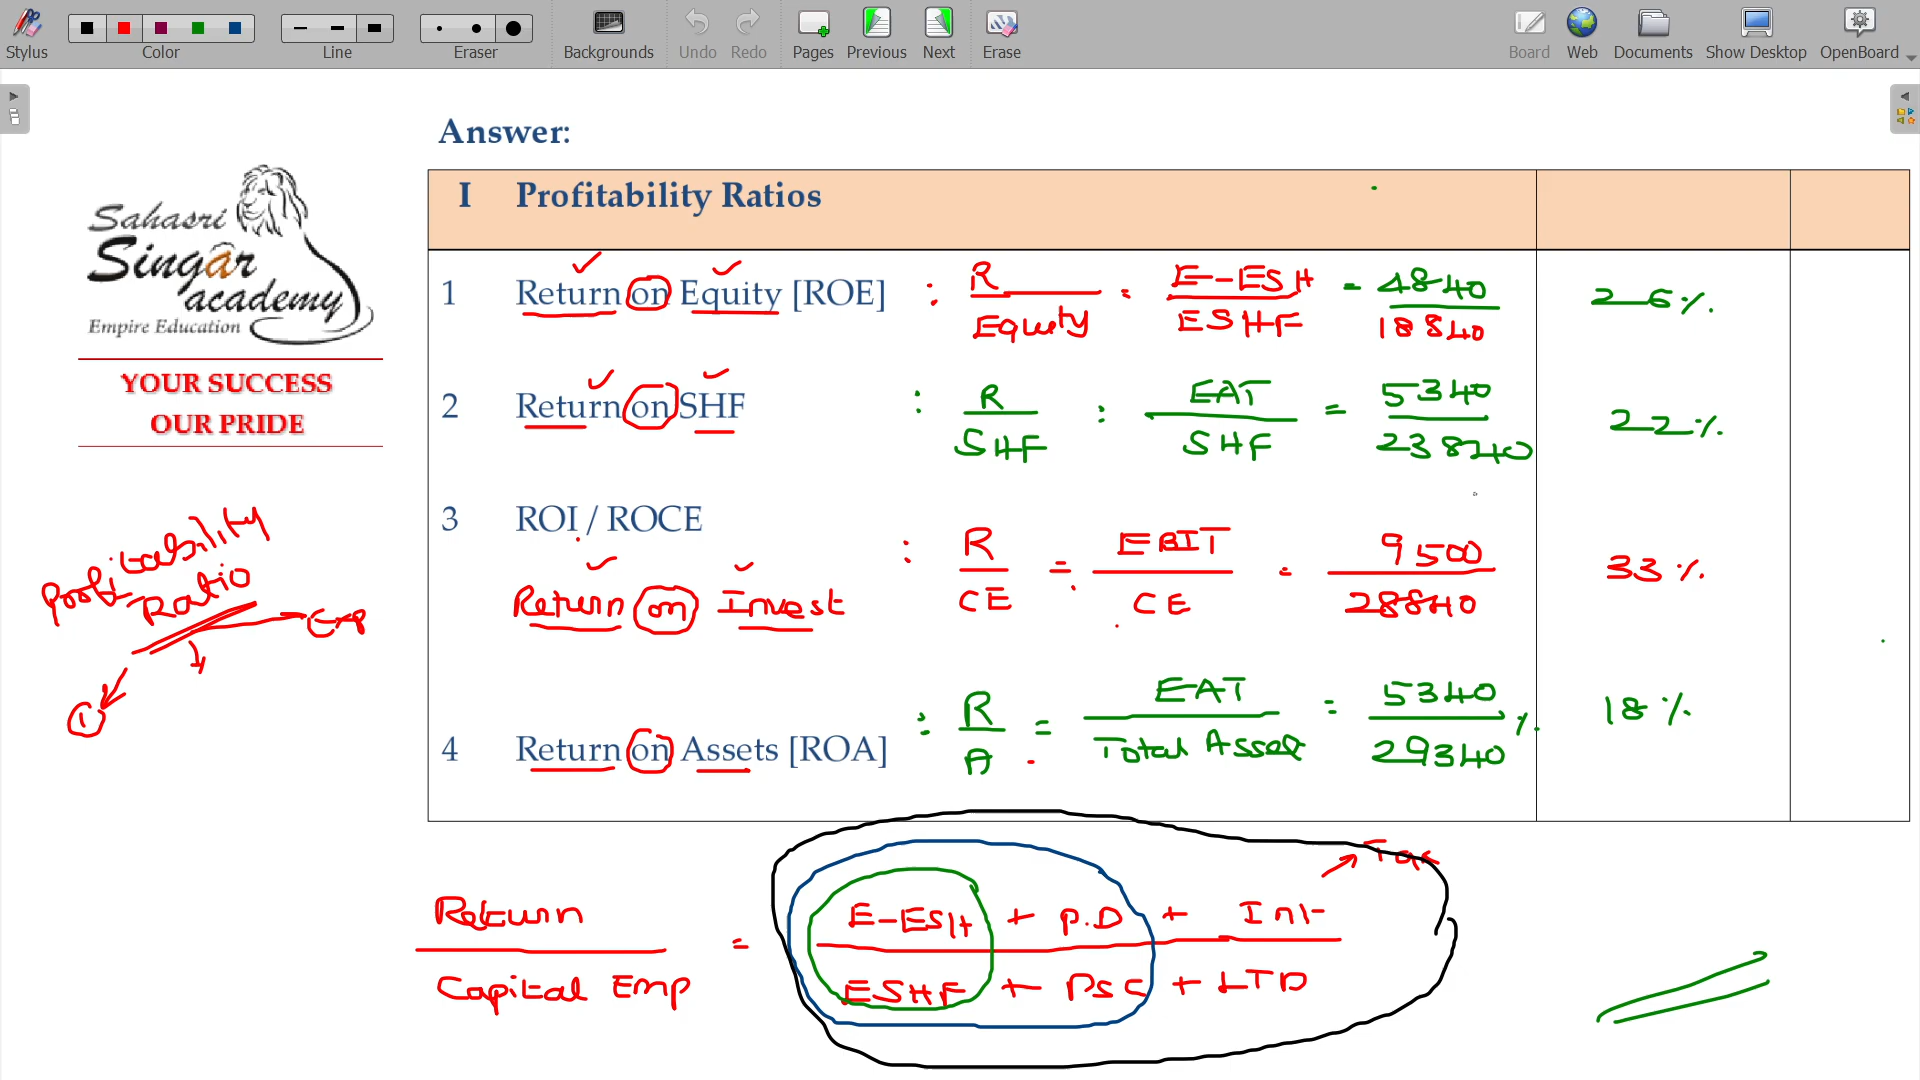 Stylus Color Line Eraser Backgrounds Undo Redo Pages Previous Next Erase Board Web Documents Show Desktop OpenBoard
Answer:
Sahasri
Singar
academy
Empire Education
YOUR SUCCESS
OUR PRIDE
Profitability
Ratio
Exp
1
I Profitability Ratios
1 Return on Equity [ROE] : R / Equity = E-ESH / ESHF = 4840 / 18840 26%
2 Return on SHF : R / SHF : EAT / SHF = 5340 / 23840 22%
3 ROI / ROCE
Return on Invest : R / CE = EBIT / CE = 9500 / 28840 33%
4 Return on Assets [ROA] : R / A = EAT / Total Asset = 5340 / 29340 % 18%
Tax
Return / Capital Emp = E-ESH + P.D + Int / ESHF + PSC + LTD